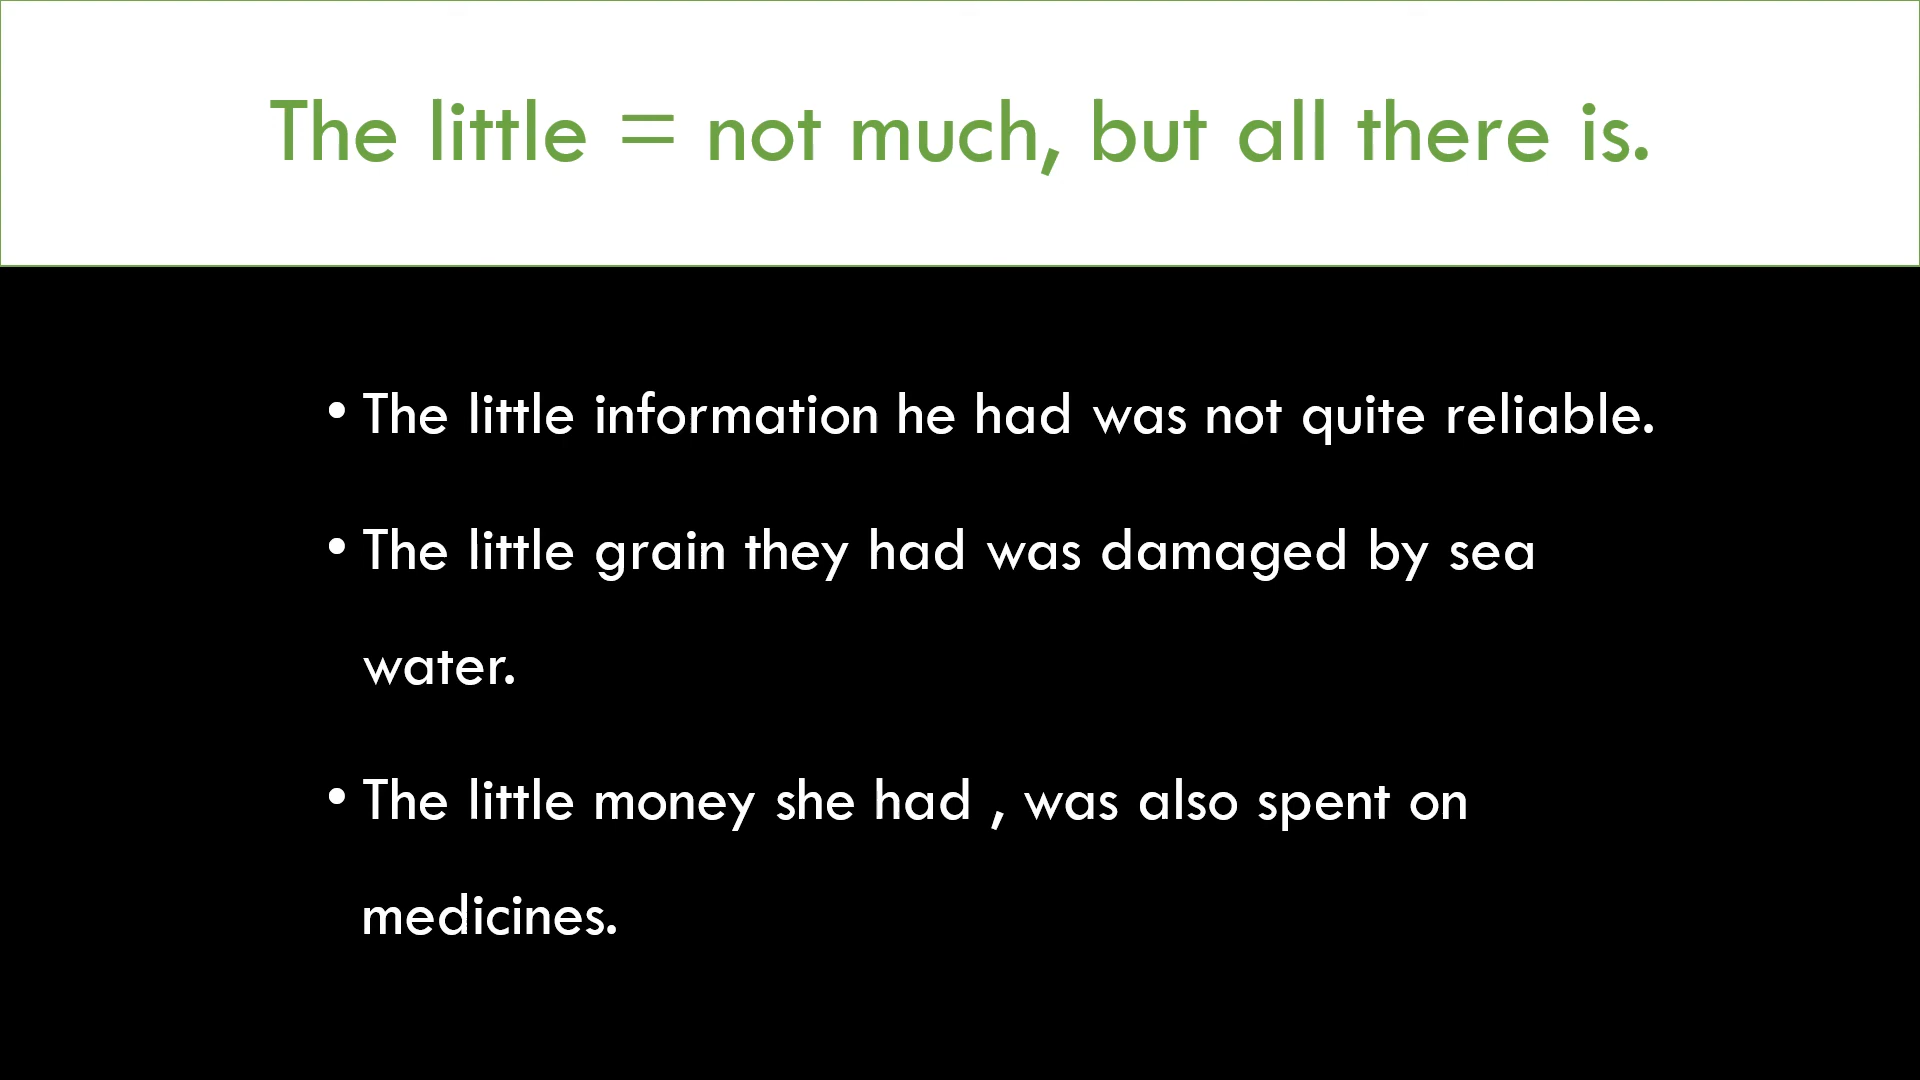 The little = not much, but all there is.
• The little information he had was not quite reliable.
• The little grain they had was damaged by sea
water.
• The little money she had , was also spent on
medicines.